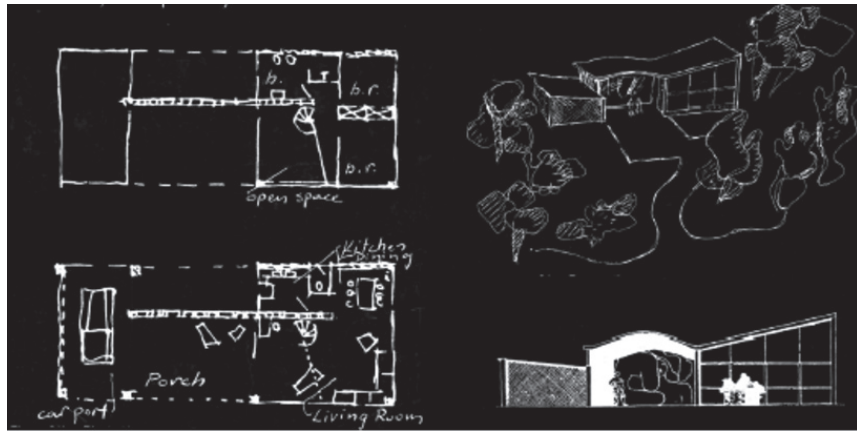 b.
b.r.
b.r.
open space
Kitchen
Dining
Porch
car port
Living Room